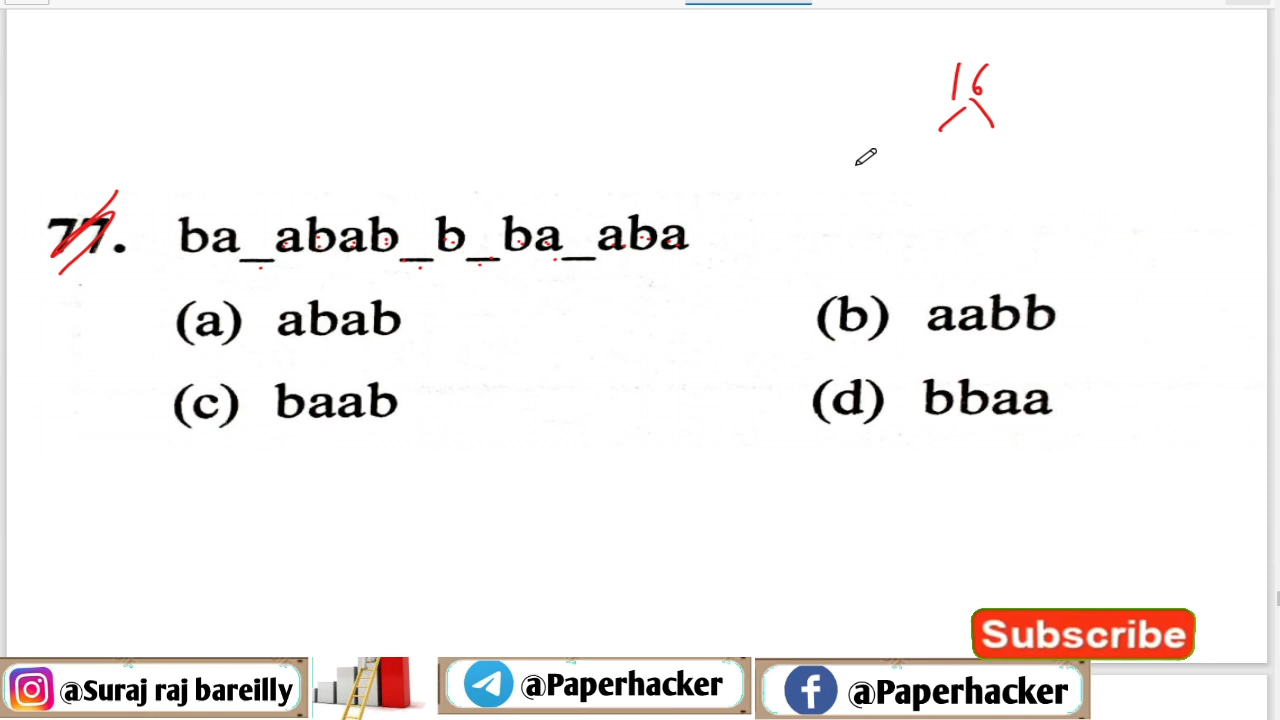 16
77. ba_abab_b_ba_aba
(a) abab (b) aabb
(c) baab (d) bbaa
Subscribe
@Suraj raj bareilly @Paperhacker @Paperhacker